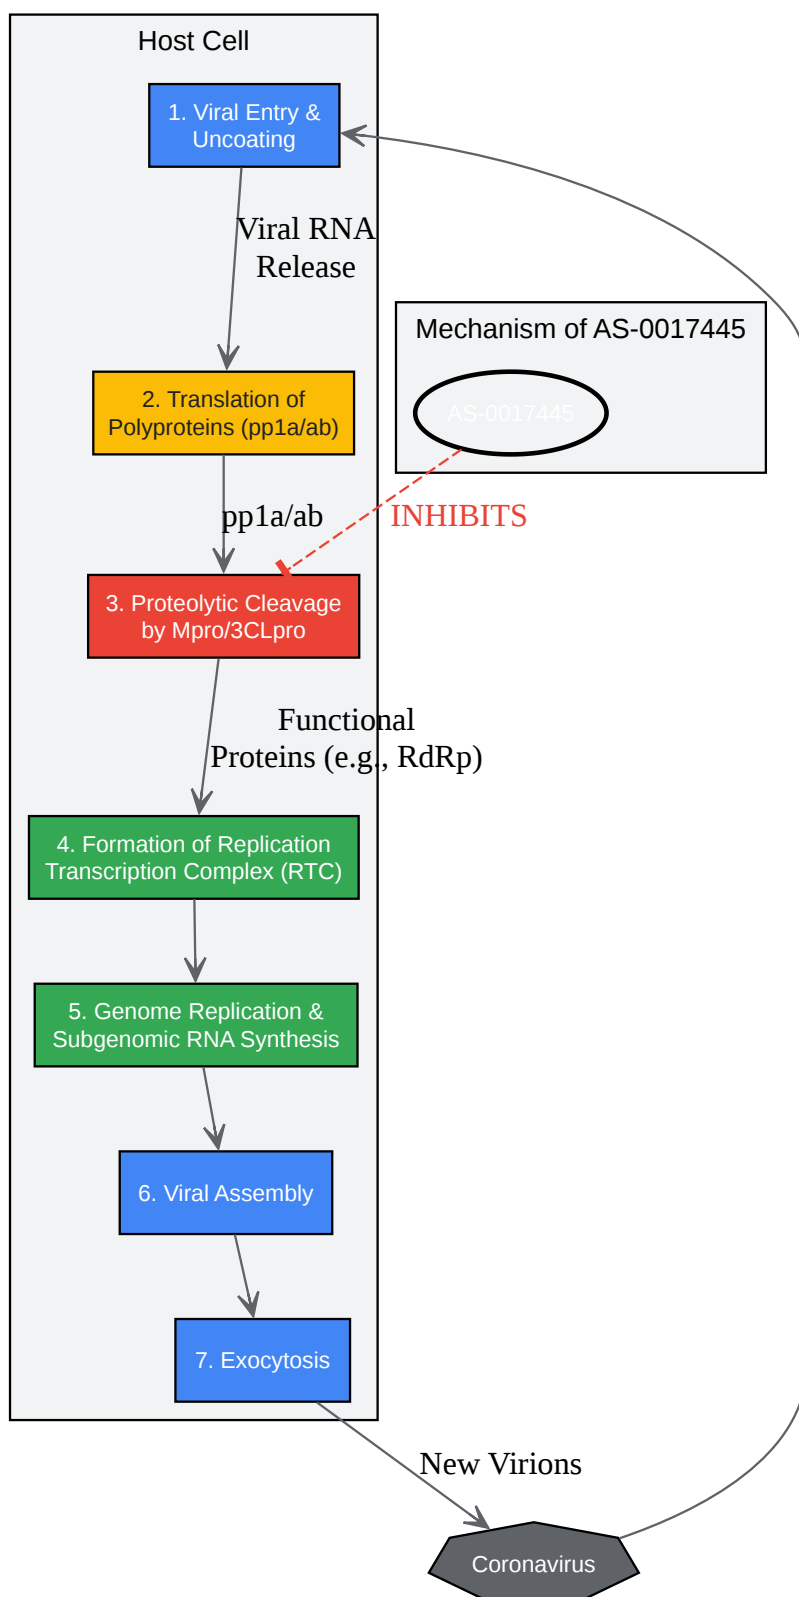 Host Cell
1. Viral Entry &
Uncoating
Viral RNA
Release
Mechanism of AS-0017445
AS-0017445
2. Translation of
Polyproteins (pp1a/ab)
pp1a/ab
INHIBITS
3. Proteolytic Cleavage
by Mpro/3CLpro
Functional
Proteins (e.g., RdRp)
4. Formation of Replication
Transcription Complex (RTC)
5. Genome Replication &
Subgenomic RNA Synthesis
6. Viral Assembly
7. Exocytosis
New Virions
Coronavirus